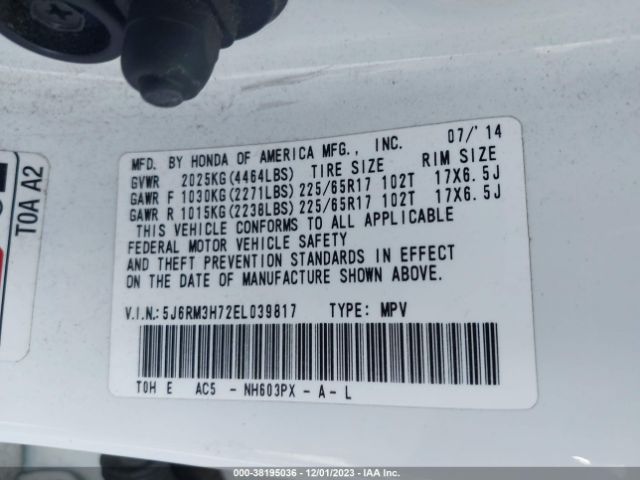 TOA A2
07/'14
MFD. BY HONDA OF AMERICA MFG., INC.
GVWR 2025KG(4464LBS) TIRE SIZE RIM SIZE
GAWR F 1030KG(2271LBS) 225/65R17 102T 17X6.5J
GAWR R 1015KG(2238LBS) 225/65R17 102T 17X6.5J
THIS VEHICLE CONFORMS TO ALL APPLICABLE
FEDERAL MOTOR VEHICLE SAFETY
AND THEFT PREVENTION STANDARDS IN EFFECT
ON THE DATE OF MANUFACTURE SHOWN ABOVE.
V.I.N.:5J6RM3H72EL039817 TYPE: MPV
T0H E AC5 - NH603PX - A - L
000 - 38195036 - 12/01/2023 - IAAI.COM